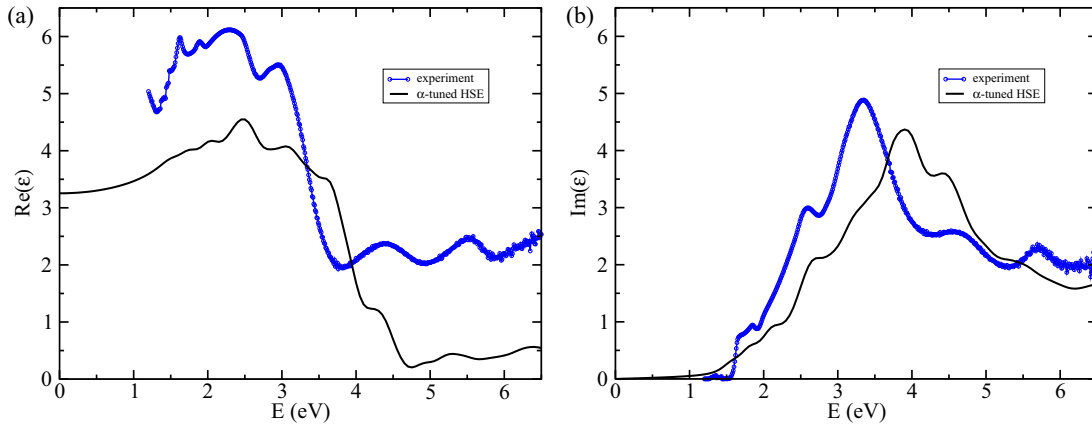 (a)
6
5
4
3
2
1
0
Re(ε)
experiment
α-tuned HSE
0 1 2 3 4 5 6
E (eV)
(b)
6
5
4
3
2
1
0
Im(ε)
experiment
α-tuned HSE
1 2 3 4 5 6
E (eV)